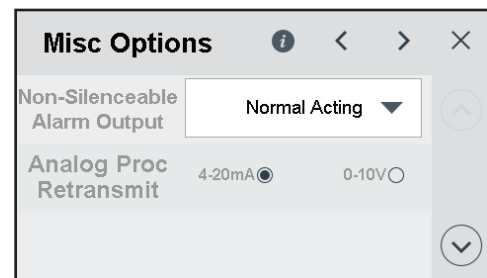 Misc Options
Non-Silenceable
Alarm Output
Normal Acting
Analog Proc
Retransmit
4-20mA
0-10V